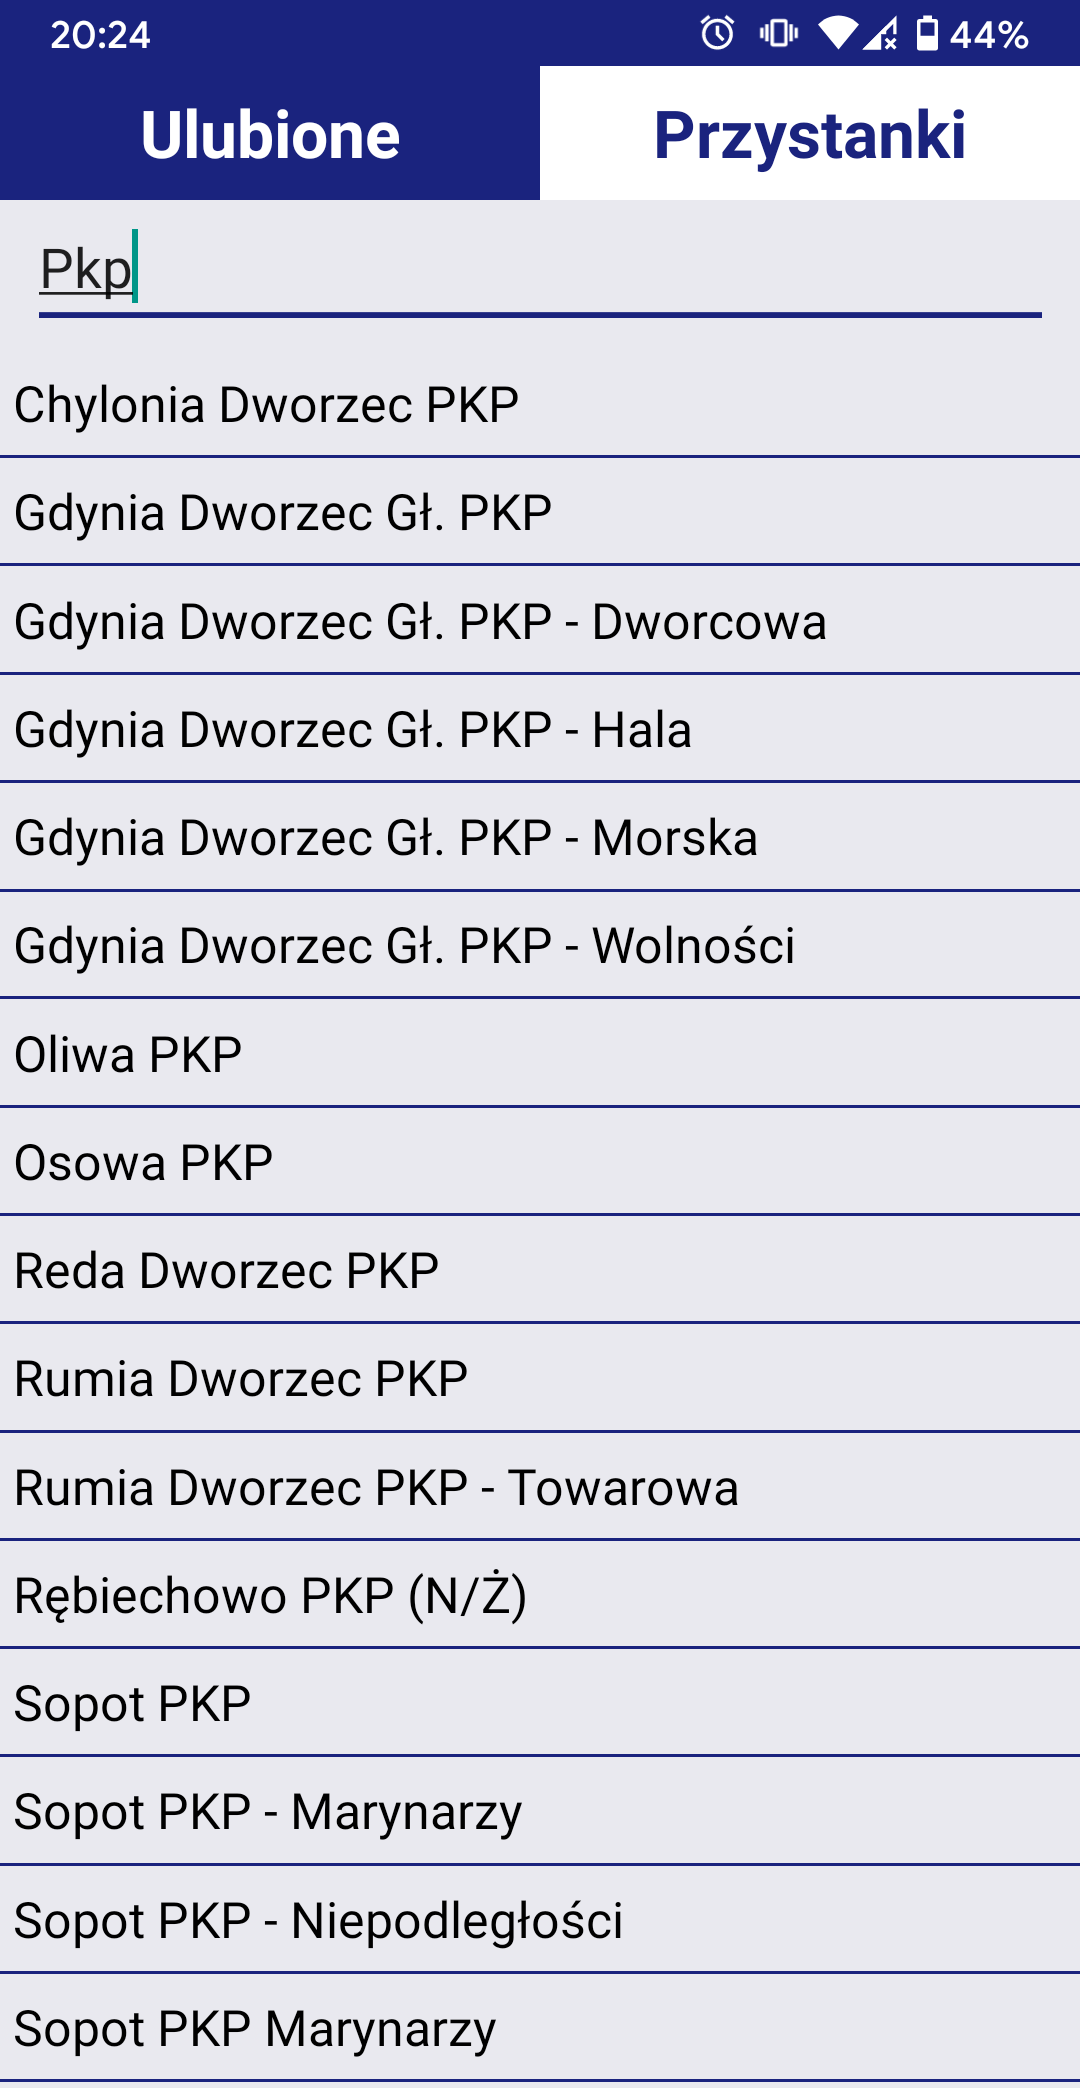 20:24 44%
Ulubione Przystanki
Pkp
Chylonia Dworzec PKP
Gdynia Dworzec Gł. PKP
Gdynia Dworzec Gł. PKP - Dworcowa
Gdynia Dworzec Gł. PKP - Hala
Gdynia Dworzec Gł. PKP - Morska
Gdynia Dworzec Gł. PKP - Wolności
Oliwa PKP
Osowa PKP
Reda Dworzec PKP
Rumia Dworzec PKP
Rumia Dworzec PKP - Towarowa
Rębiechowo PKP (N/Ż)
Sopot PKP
Sopot PKP - Marynarzy
Sopot PKP - Niepodległości
Sopot PKP Marynarzy